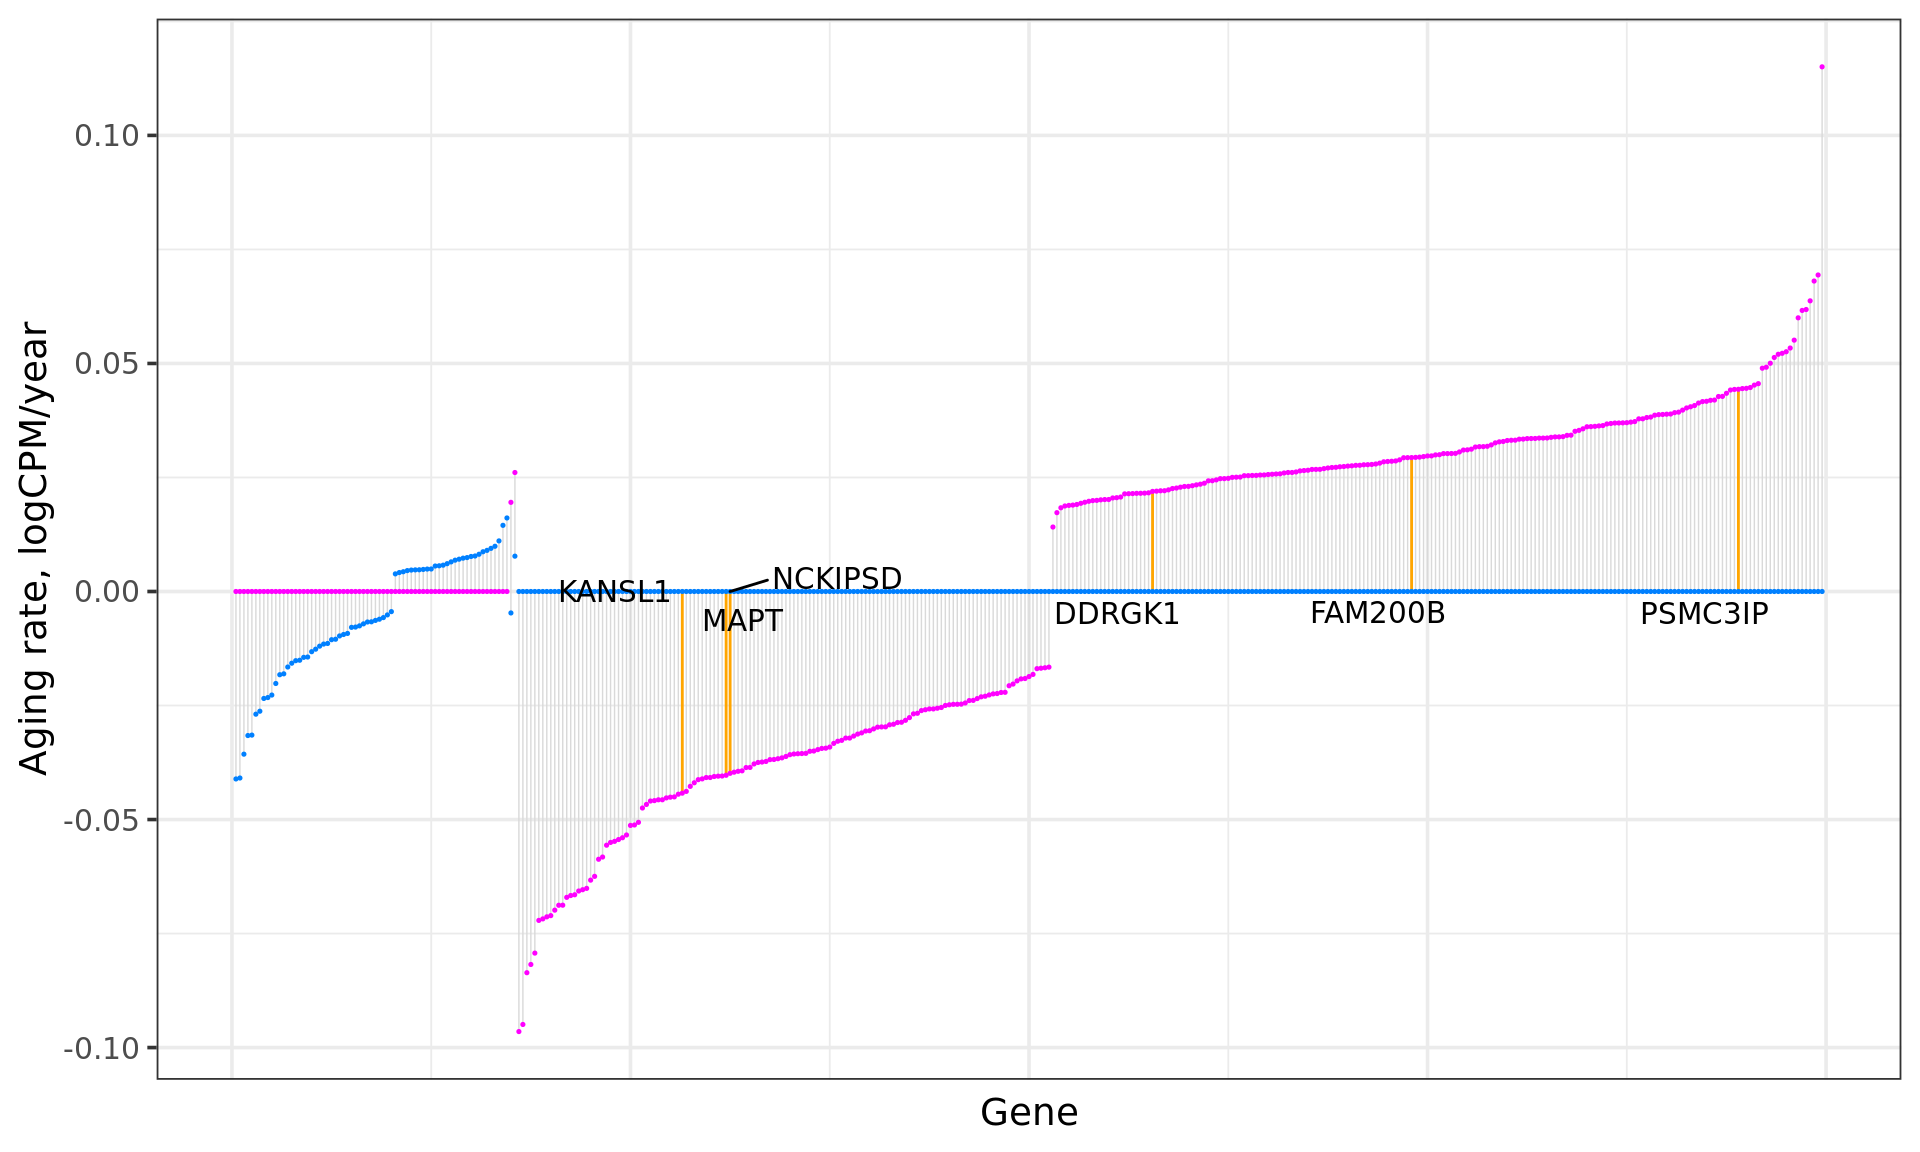 Aging rate, logCPM/year
0.10
0.05
0.00
-0.05
-0.10
KANSL1
NCKIPSD
MAPT
DDRGK1
FAM200B
PSMC3IP
Gene